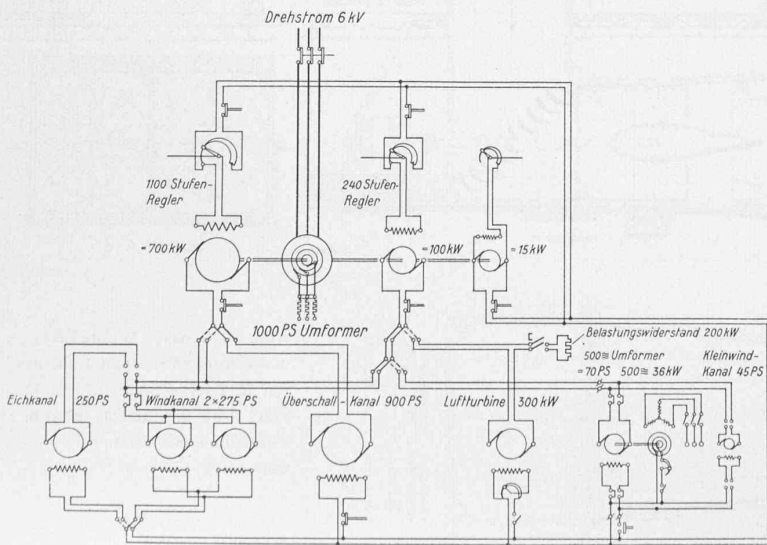 Drehstrom 6 kV
1100 Stufen-
Regler
240 Stufen-
Regler
= 700 kW
= 100 kW
= 15 kW
1000 PS Umformer
Belastungswiderstand 200 kW
500≅ Umformer
= 70 PS 500≅ 36 kW
Kleinwind-
Kanal 45 PS
Eichkanal 250 PS
Windkanal 2×275 PS
Überschall-Kanal 900 PS
Luftturbine 300 kW